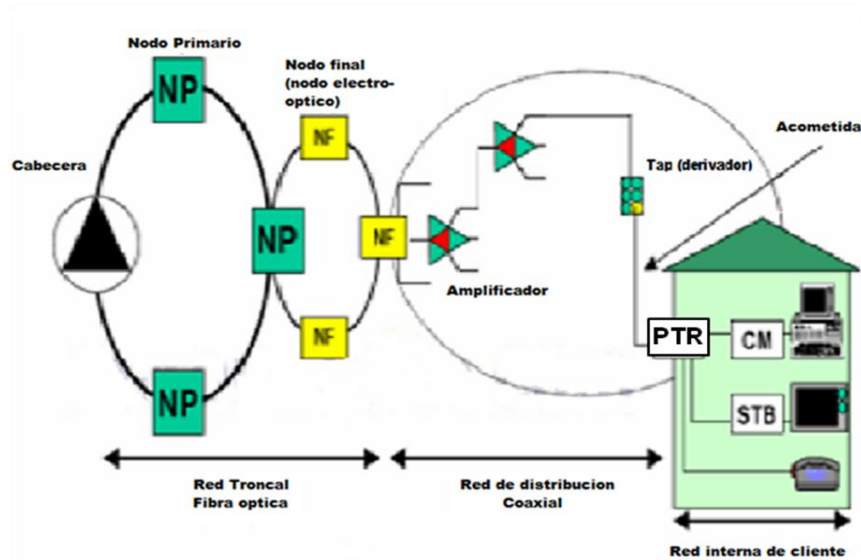 Nodo Primario
NP
Nodo final
(nodo electro-
optico)
NF
Cabecera
NP
NF
NF
NP
Amplificador
Tap (derivador)
Acometida
PTR
CM
STB
Red Troncal
Fibra optica
Red de distribucion
Coaxial
Red interna de cliente